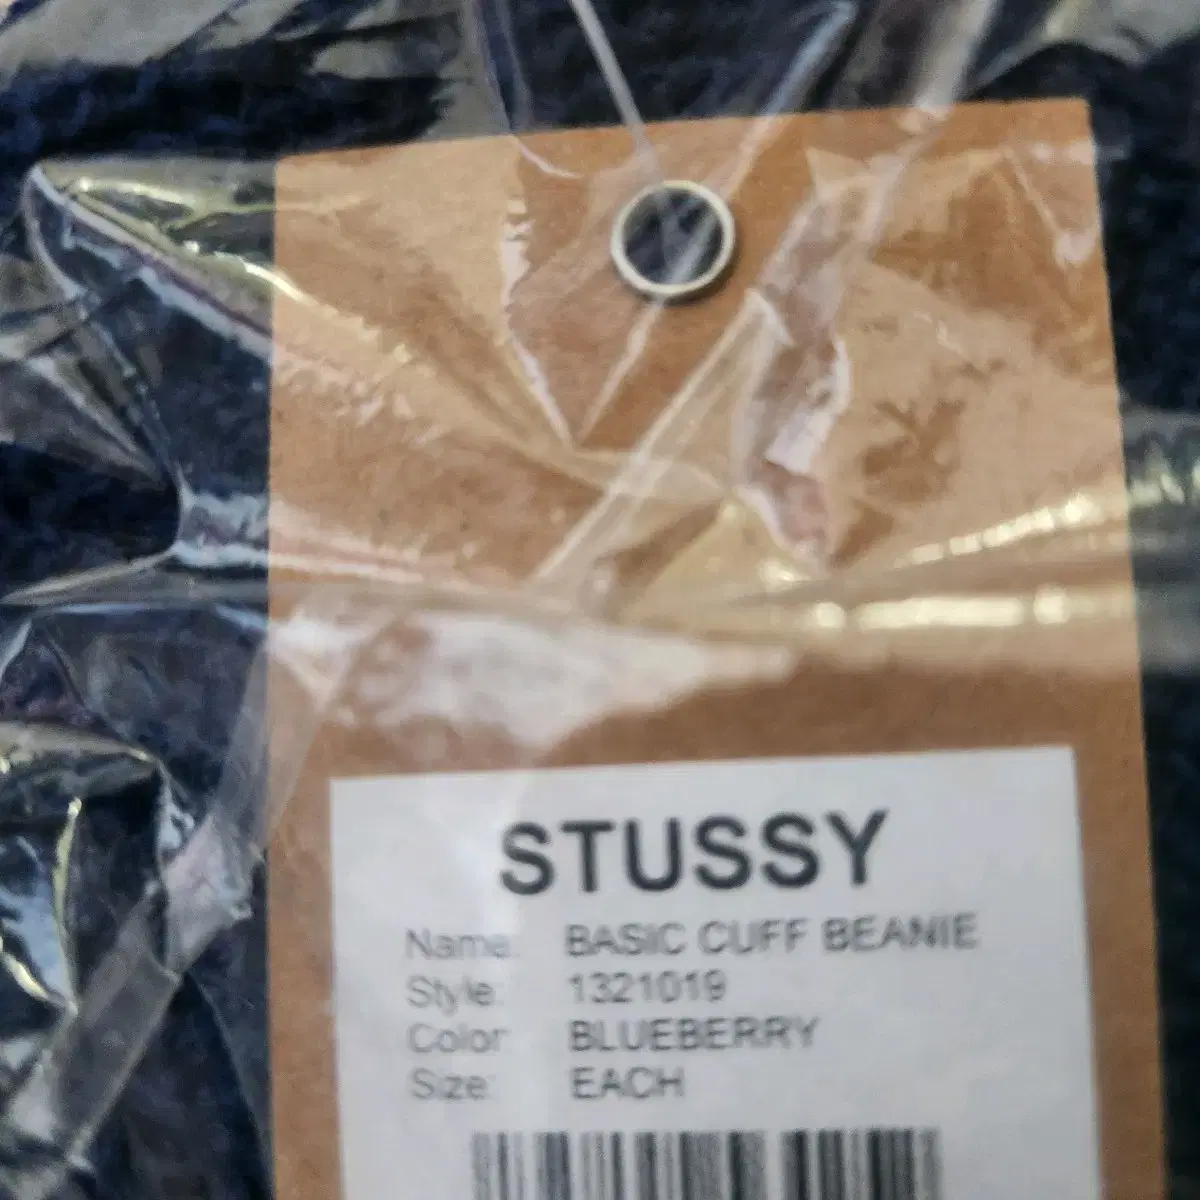 STUSSY
Name: BASIC CUFF BEANIE
Style: 1321019
Color: BLUEBERRY
Size: EACH